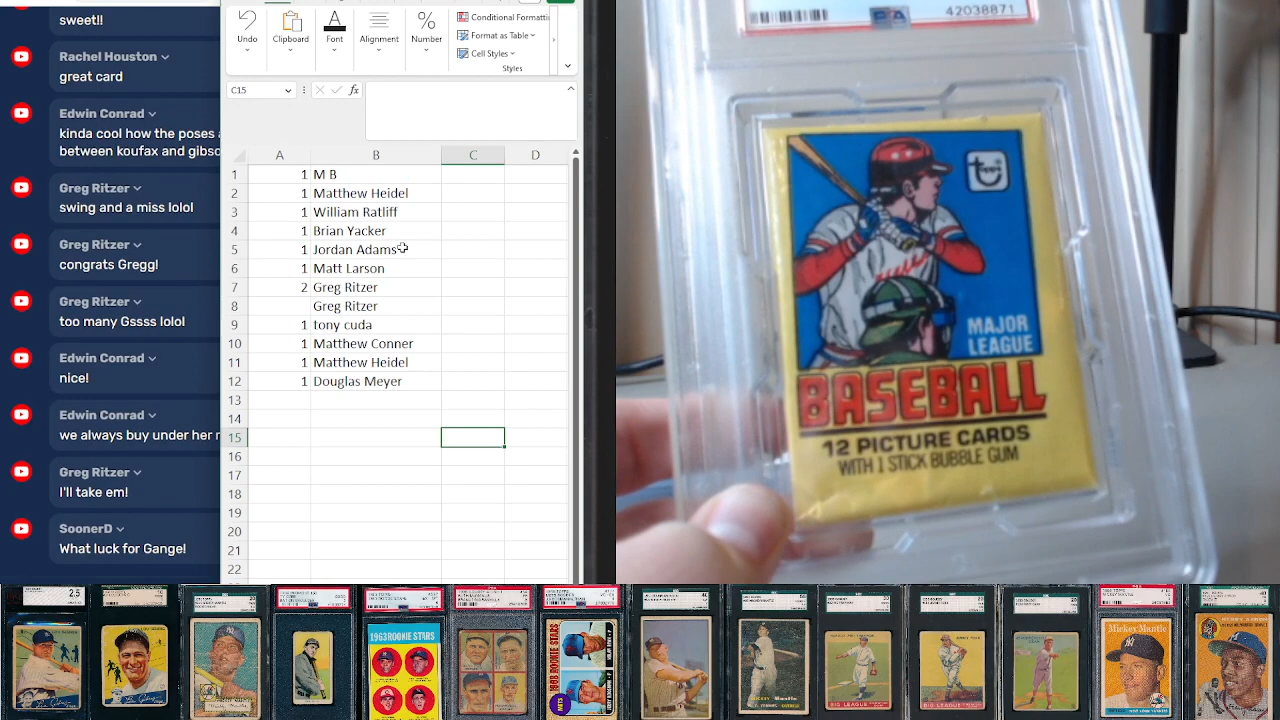 sweet!!
Rachel Houston
great card
Edwin Conrad
kinda cool how the poses a
between koufax and gibso
Greg Ritzer
swing and a miss lolol
Greg Ritzer
congrats Gregg!
Greg Ritzer
too many Gssss lolol
Edwin Conrad
nice!
Edwin Conrad
we always buy under her n
Greg Ritzer
I'll take em!
SoonerD
What luck for Gange!
Undo
Clipboard
Font
Alignment
Number
Conditional Formatti
Format as Table
Cell Styles
Styles
C15
fx
A B C D
1 1 M B
2 1 Matthew Heidel
3 1 William Ratliff
4 1 Brian Yacker
5 1 Jordan Adams
6 1 Matt Larson
7 2 Greg Ritzer
8 Greg Ritzer
9 1 tony cuda
10 1 Matthew Conner
11 1 Matthew Heidel
12 1 Douglas Meyer
13
14
15
16
17
18
19
20
21
PSA
42038871
topps
MAJOR
LEAGUE
BASEBALL
12 PICTURE CARDS
WITH 1 STICK BUBBLE GUM
1963 ROOKIE STARS
Mickey Mantle
BIG LEAGUE
BIG LEAGUE
Mickey Mantle